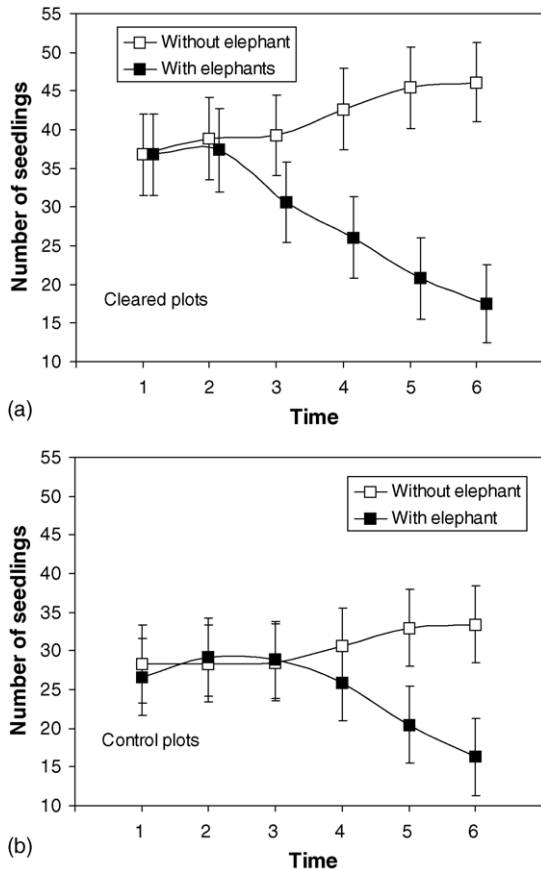 55
Without elephant
50
With elephants
45
40
35
30
25
20
15
10
Number of seedlings
Cleared plots
1 2 3 4 5 6
Time
(a)
55
Without elephant
50
With elephant
45
40
35
30
25
20
15
10
Number of seedlings
Control plots
1 2 3 4 5 6
Time
(b)